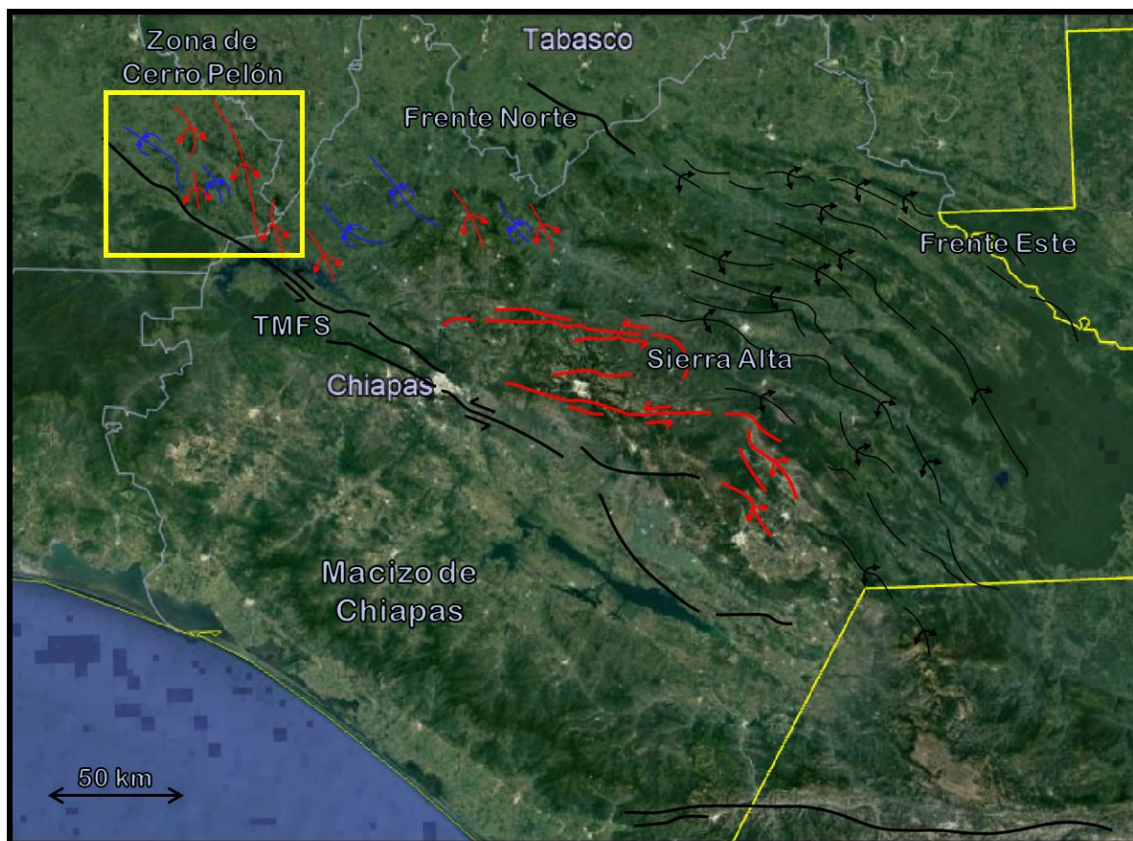 Zona de
Cerro Pelón
Tabasco
Frente Norte
Frente Este
TMFS
Sierra Alta
Chiapas
Macizo de
Chiapas
50 km